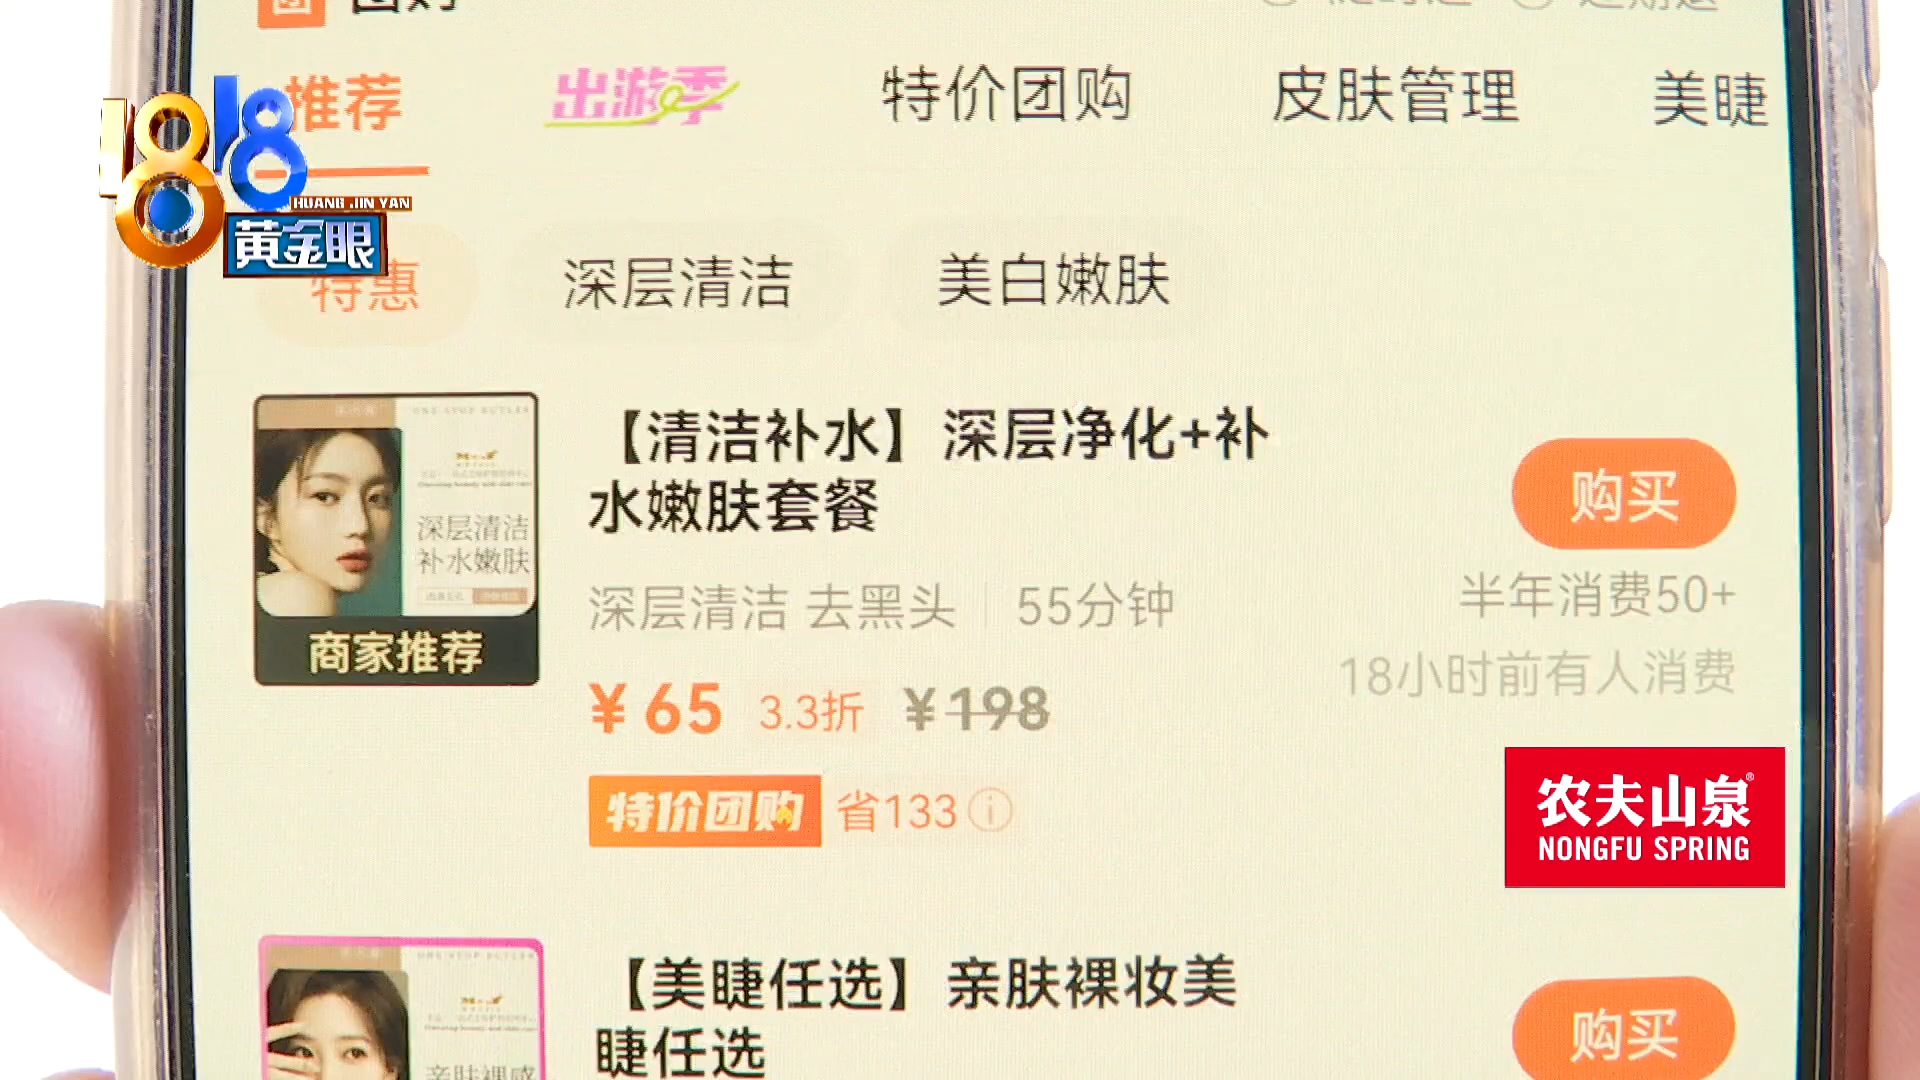 团购
推荐
出游季
特价团购
皮肤管理
美睫
1818
HUANG JIN YAN
黄金眼
特惠
深层清洁
美白嫩肤
【清洁补水】深层净化+补
水嫩肤套餐
购买
深层清洁
补水嫩肤
商家推荐
深层清洁 去黑头 | 55分钟
半年消费50+
18小时前有人消费
¥65 3.3折 ¥198
特价团购 省133
农夫山泉®
NONGFU SPRING
【美睫任选】亲肤裸妆美
睫任选
购买
亲肤裸感